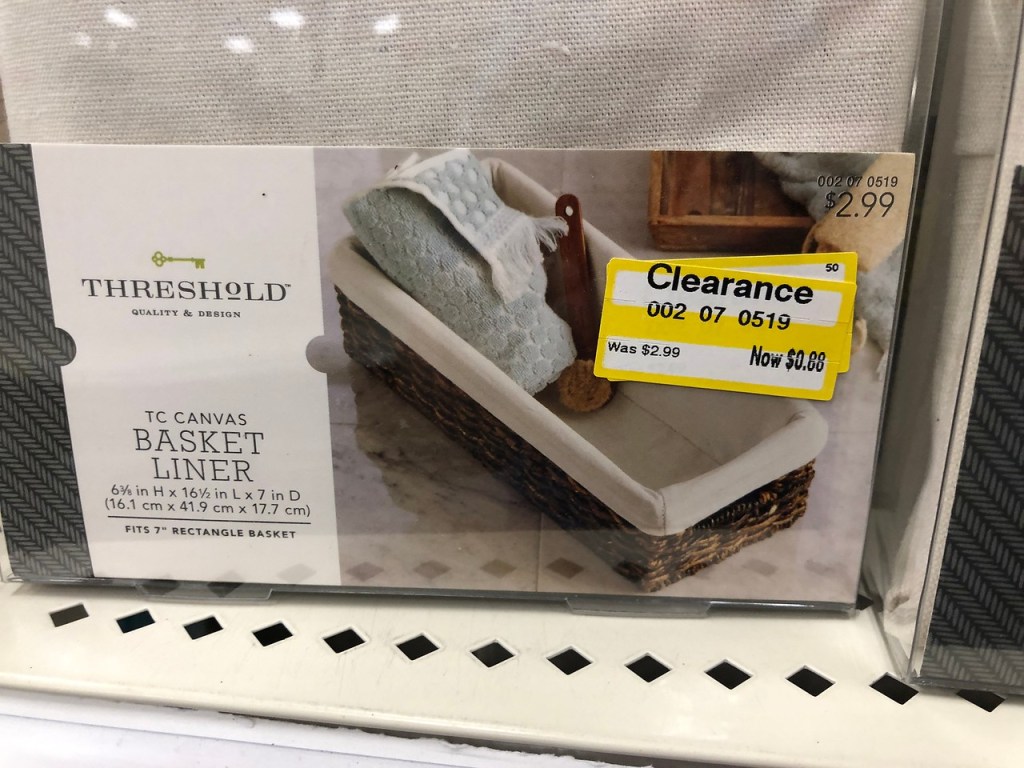 THRESHOLD™
QUALITY & DESIGN
TC CANVAS
BASKET
LINER
6⅜ in H x 16½ in L x 7 in D
(16.1 cm x 41.9 cm x 17.7 cm)
FITS 7" RECTANGLE BASKET
002 07 0519
$2.99
50
Clearance
002 07 0519
Was $2.99 Now $0.88